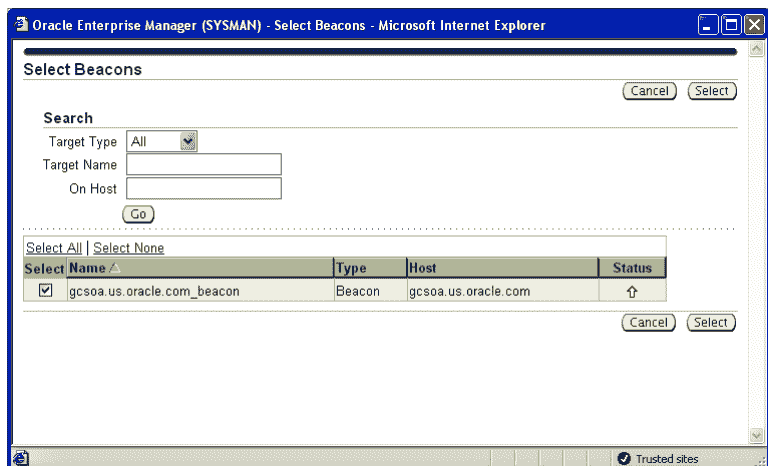 Oracle Enterprise Manager (SYSMAN) - Select Beacons - Microsoft Internet Explorer
Select Beacons
Cancel Select
Search
Target Type All
Target Name
On Host
Go
Select All | Select None
Select Name Type Host Status
gcsoa.us.oracle.com_beacon Beacon gcsoa.us.oracle.com
Cancel Select
Trusted sites